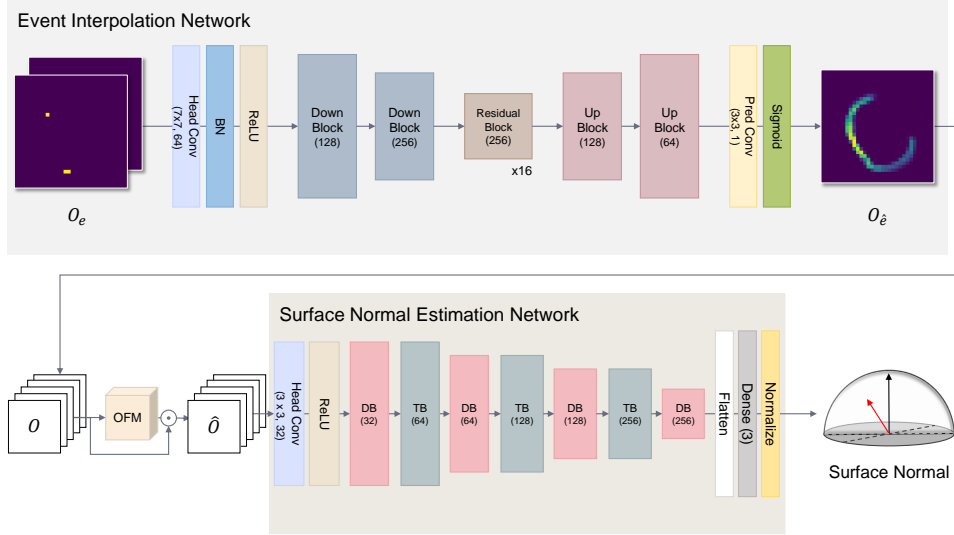 Event Interpolation Network
Head Conv
(7x7, 64)
BN
ReLU
Down
Block
(128)
Down
Block
(256)
Residual
Block
(256)
x16
Up
Block
(128)
Up
Block
(64)
Pred Conv
(3x3, 1)
Sigmoid
O_e
O_ê
Surface Normal Estimation Network
O
OFM
Ô
Head Conv
(3 x 3, 32)
ReLU
DB
(32)
TB
(64)
DB
(64)
TB
(128)
DB
(128)
TB
(256)
DB
(256)
Flatten
Dense (3)
Normalize
Surface Normal